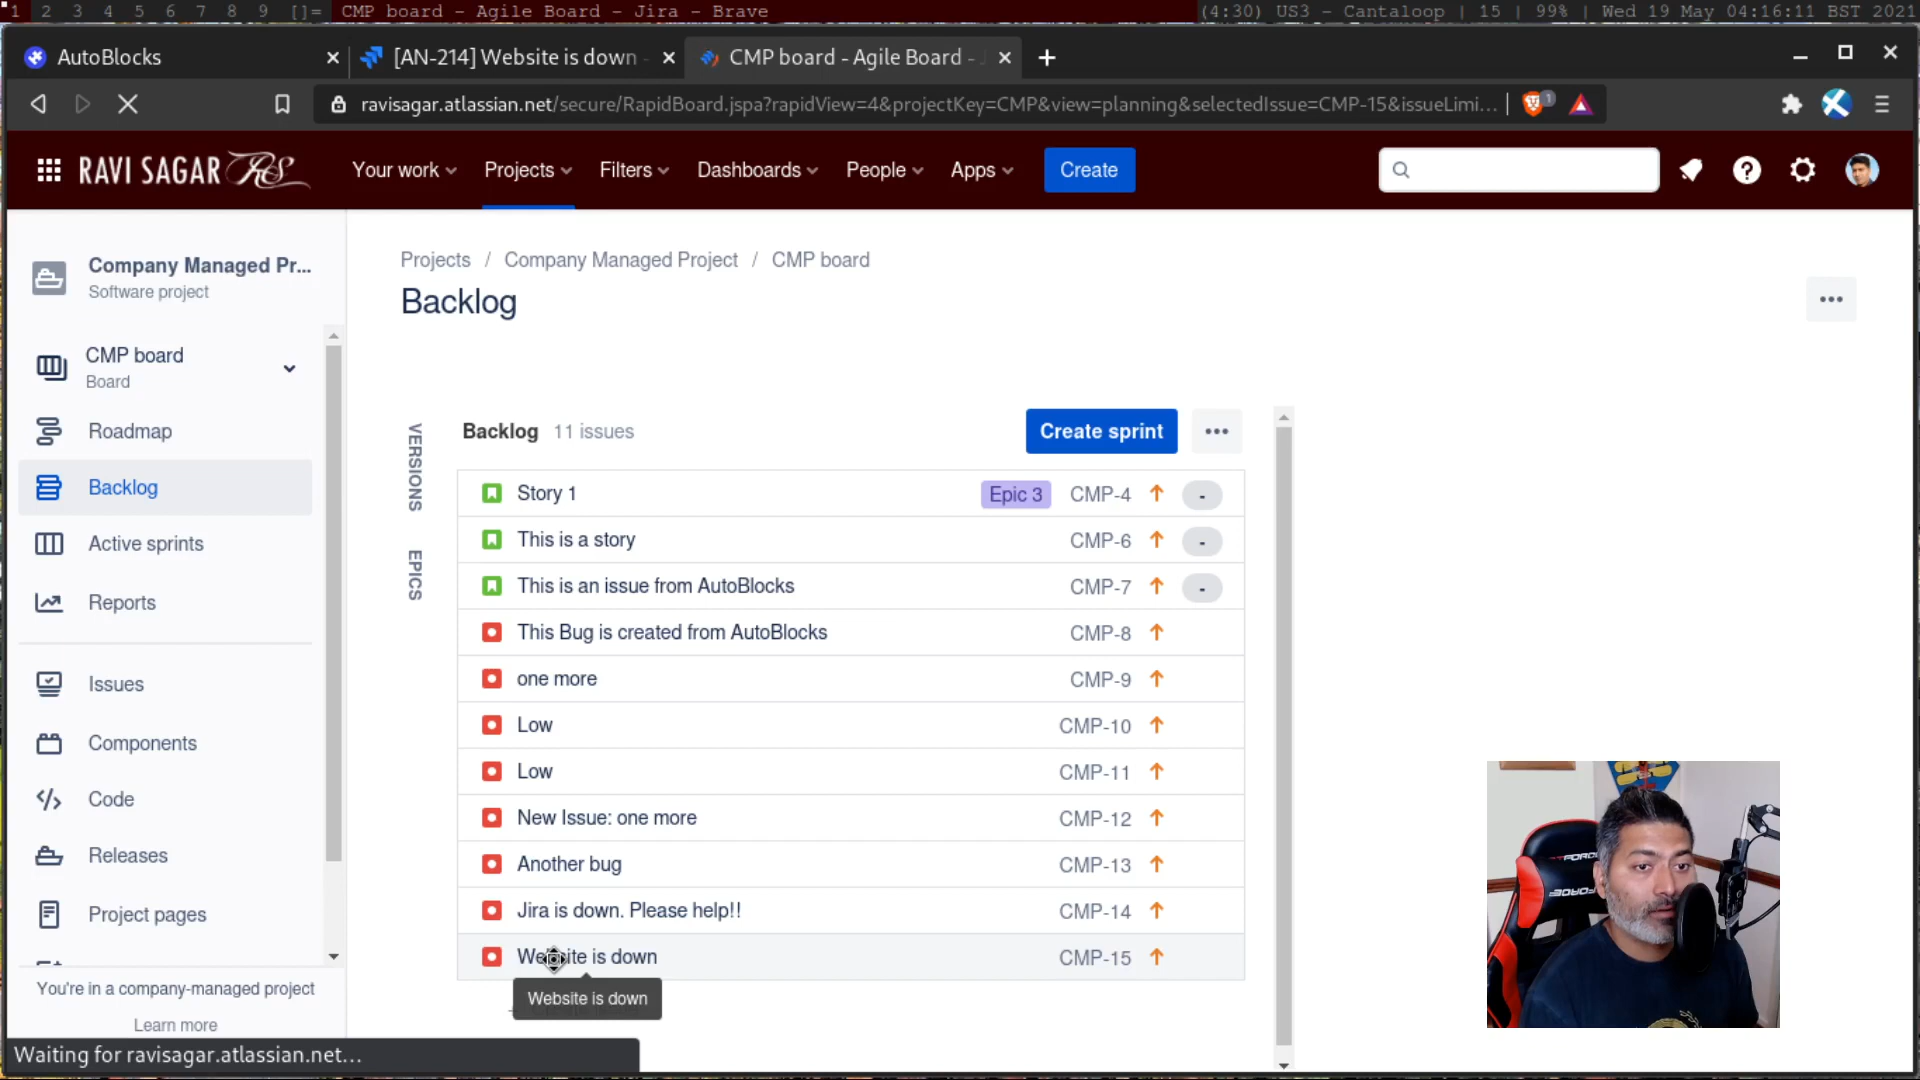 1 2 3 4 5 6 7 8 9 []= CMP board - Agile Board - Jira - Brave (4:30) US3 - Cantaloop | 15 | 99% | Wed 19 May 04:16:11 BST 2021
AutoBlocks
[AN-214] Website is down -
CMP board - Agile Board -
ravisagar.atlassian.net/secure/RapidBoard.jspa?rapidView=4&projectKey=CMP&view=planning&selectedIssue=CMP-15&issueLimi...
1
RAVI SAGAR RS
Your work
Projects
Filters
Dashboards
People
Apps
Create
Company Managed Pr...
Software project
CMP board
Board
Roadmap
Backlog
Active sprints
Reports
Issues
Components
Code
Releases
Project pages
You're in a company-managed project
Learn more
Waiting for ravisagar.atlassian.net...
Projects / Company Managed Project / CMP board
Backlog
VERSIONS
EPICS
Backlog 11 issues
Create sprint
Story 1 Epic 3 CMP-4 -
This is a story CMP-6 -
This is an issue from AutoBlocks CMP-7 -
This Bug is created from AutoBlocks CMP-8
one more CMP-9
Low CMP-10
Low CMP-11
New Issue: one more CMP-12
Another bug CMP-13
Jira is down. Please help!! CMP-14
Website is down CMP-15
Website is down